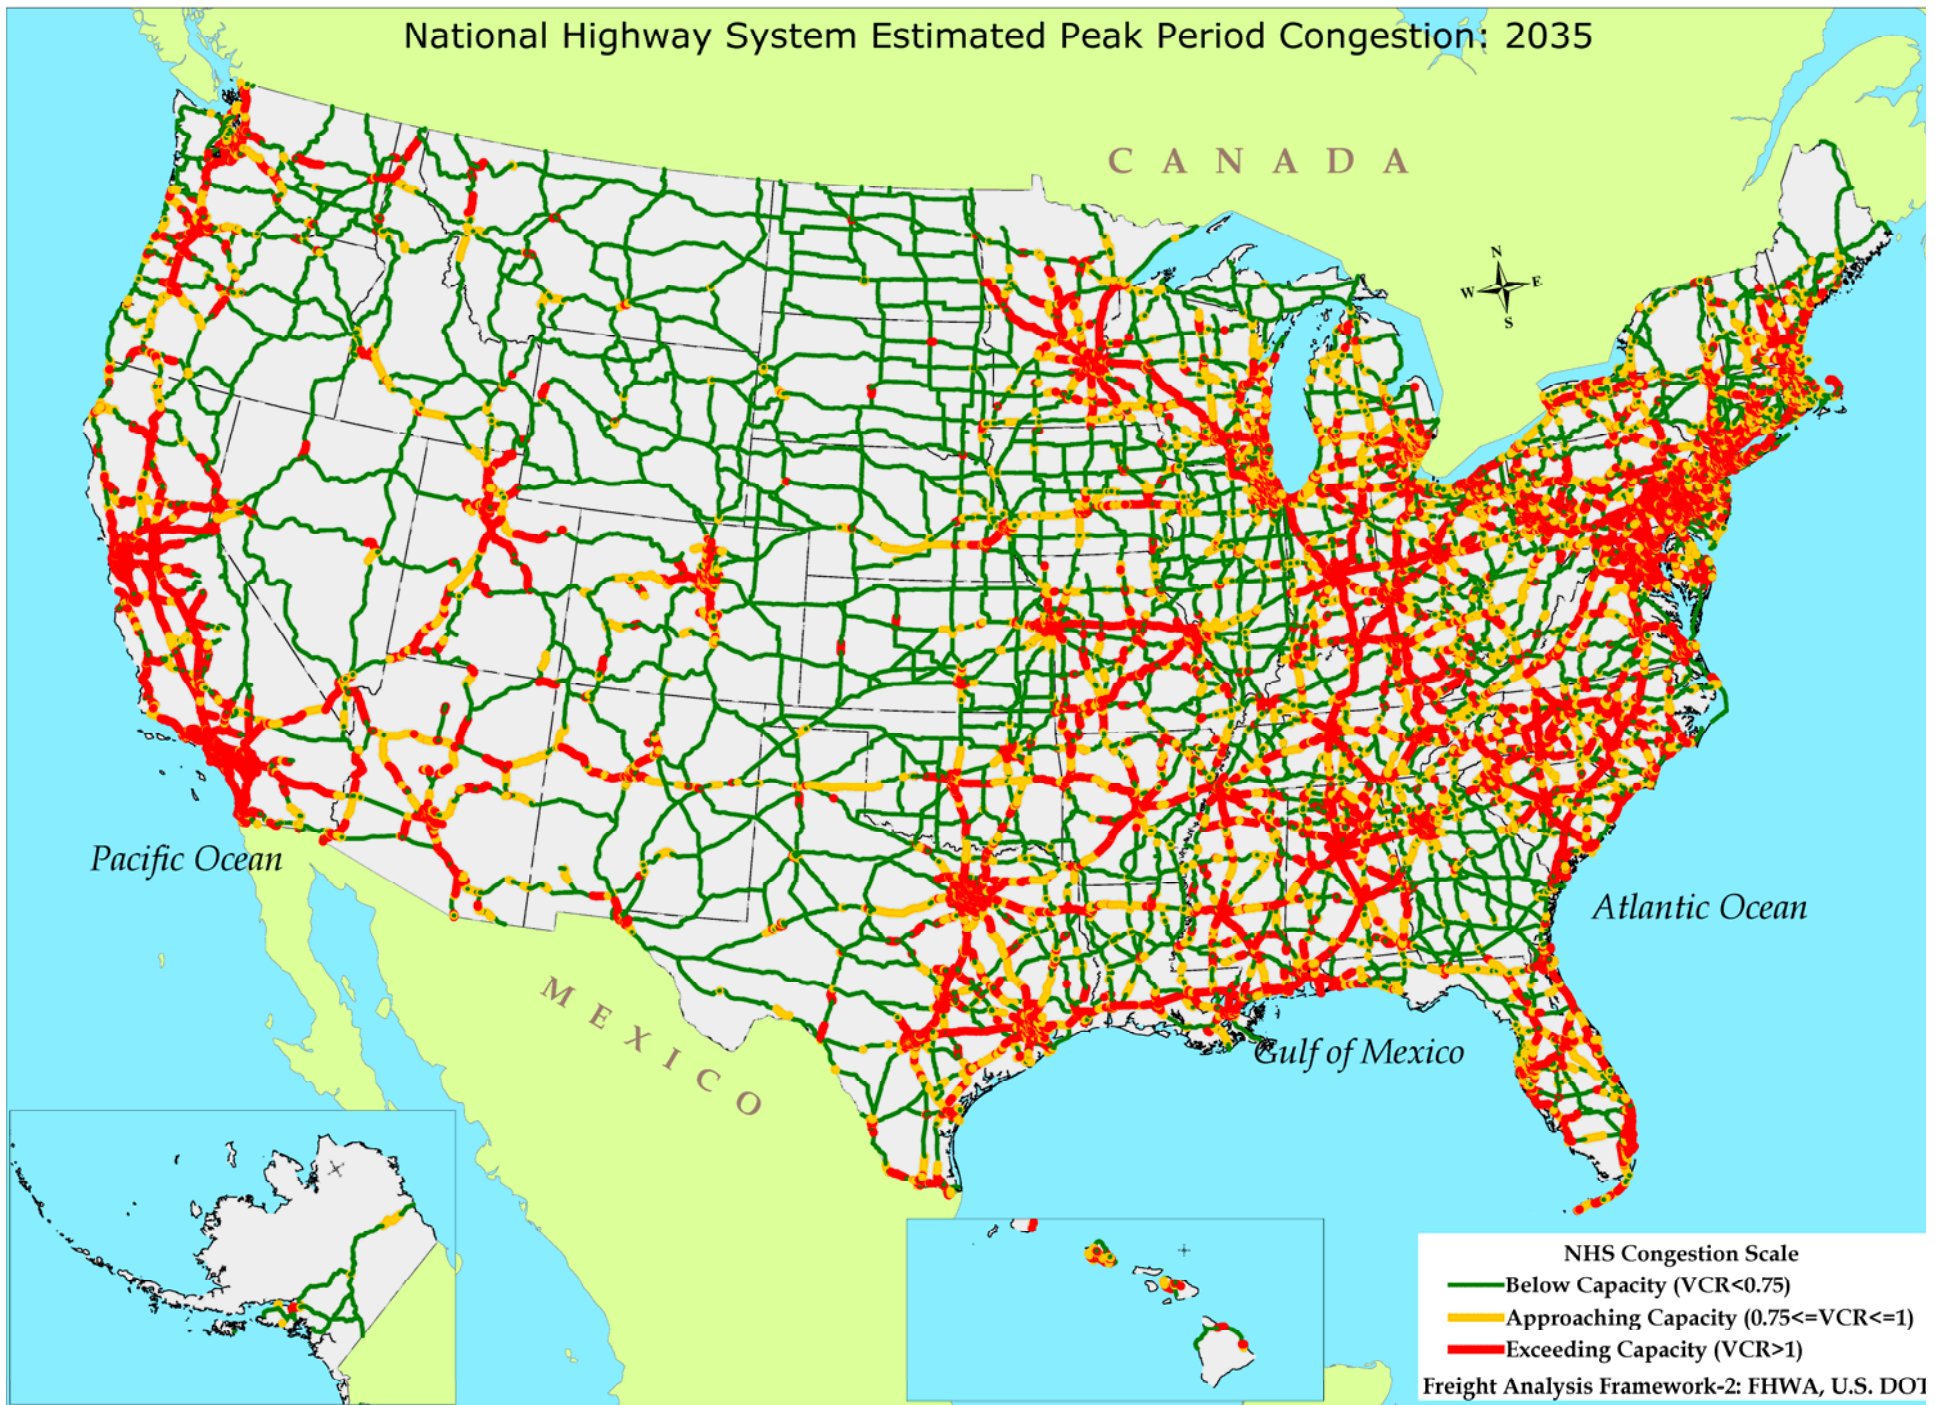 National Highway System Estimated Peak Period Congestion: 2035
CANADA
N
W E
S
Pacific Ocean
Atlantic Ocean
MEXICO
Gulf of Mexico
NHS Congestion Scale
Below Capacity (VCR<0.75)
Approaching Capacity (0.75<=VCR<=1)
Exceeding Capacity (VCR>1)
Freight Analysis Framework-2: FHWA, U.S. DOT